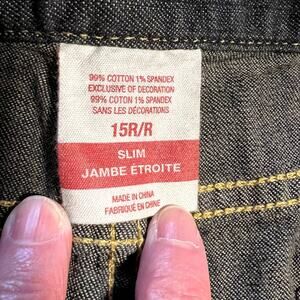 99% COTTON 1% SPANDEX
EXCLUSIVE OF DECORATION
99% COTON 1% SPANDEX
SANS LES DÉCORATIONS
15R/R
SLIM
JAMBE ÉTROITE
MADE IN CHINA
FABRIQUÉ EN CHINE